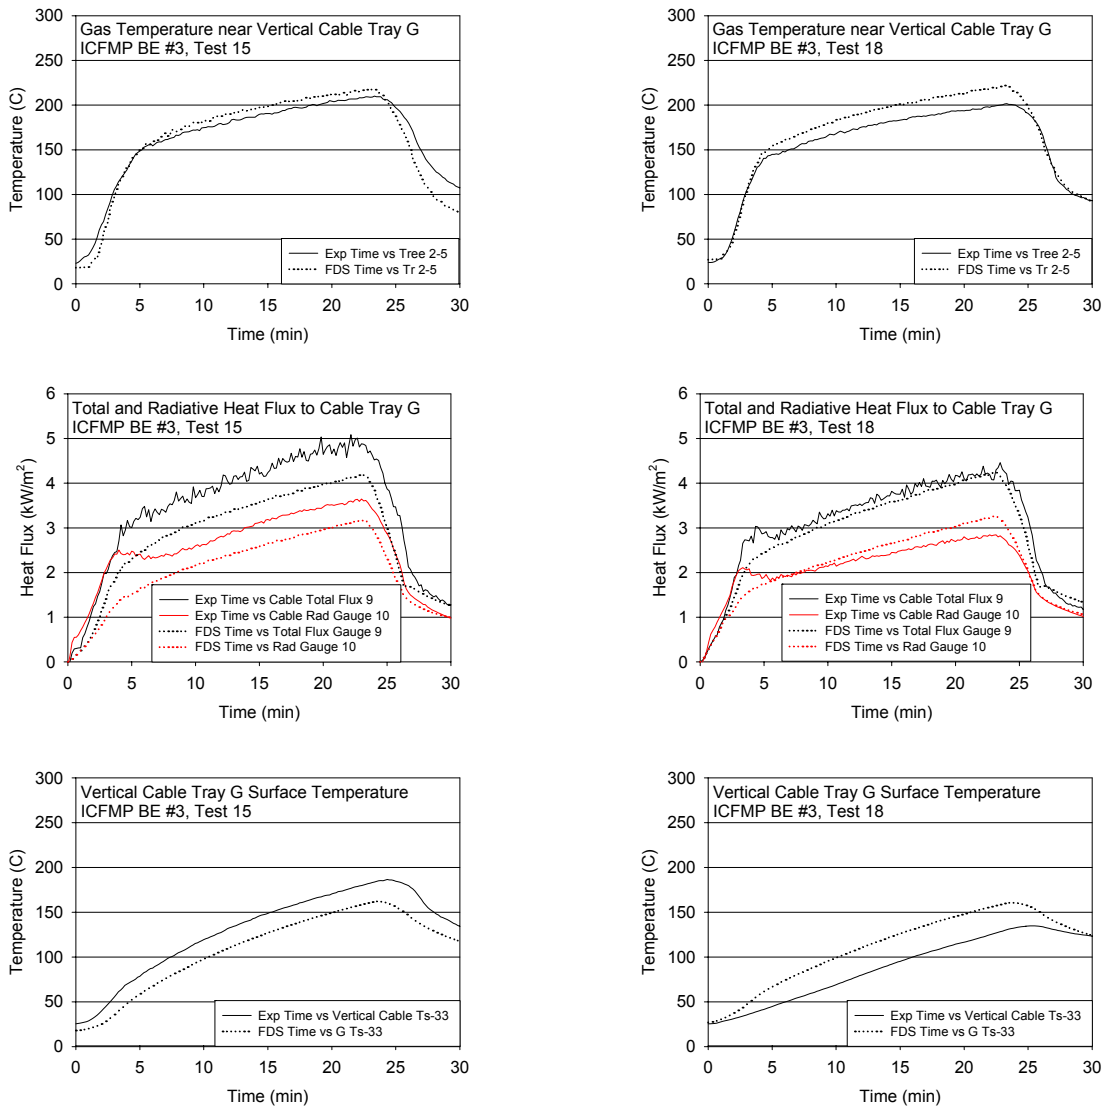 Gas Temperature near Vertical Cable Tray G
ICFMP BE #3, Test 15
Temperature (C)
300
250
200
150
100
50
0
Exp Time vs Tree 2-5
FDS Time vs Tr 2-5
0 5 10 15 20 25 30
Time (min)
Gas Temperature near Vertical Cable Tray G
ICFMP BE #3, Test 18
Temperature (C)
300
250
200
150
100
50
0
Exp Time vs Tree 2-5
FDS Time vs Tr 2-5
0 5 10 15 20 25 30
Time (min)
Total and Radiative Heat Flux to Cable Tray G
ICFMP BE #3, Test 15
Heat Flux (kW/m²)
6
5
4
3
2
1
0
Exp Time vs Cable Total Flux 9
Exp Time vs Cable Rad Gauge 10
FDS Time vs Total Flux Gauge 9
FDS Time vs Rad Gauge 10
0 5 10 15 20 25 30
Time (min)
Total and Radiative Heat Flux to Cable Tray G
ICFMP BE #3, Test 18
Heat Flux (kW/m²)
6
5
4
3
2
1
0
Exp Time vs Cable Total Flux 9
Exp Time vs Cable Rad Gauge 10
FDS Time vs Total Flux Gauge 9
FDS Time vs Rad Gauge 10
0 5 10 15 20 25 30
Time (min)
Vertical Cable Tray G Surface Temperature
ICFMP BE #3, Test 15
Temperature (C)
300
250
200
150
100
50
0
Exp Time vs Vertical Cable Ts-33
FDS Time vs G Ts-33
0 5 10 15 20 25 30
Time (min)
Vertical Cable Tray G Surface Temperature
ICFMP BE #3, Test 18
Temperature (C)
300
250
200
150
100
50
0
Exp Time vs Vertical Cable Ts-33
FDS Time vs G Ts-33
0 5 10 15 20 25 30
Time (min)